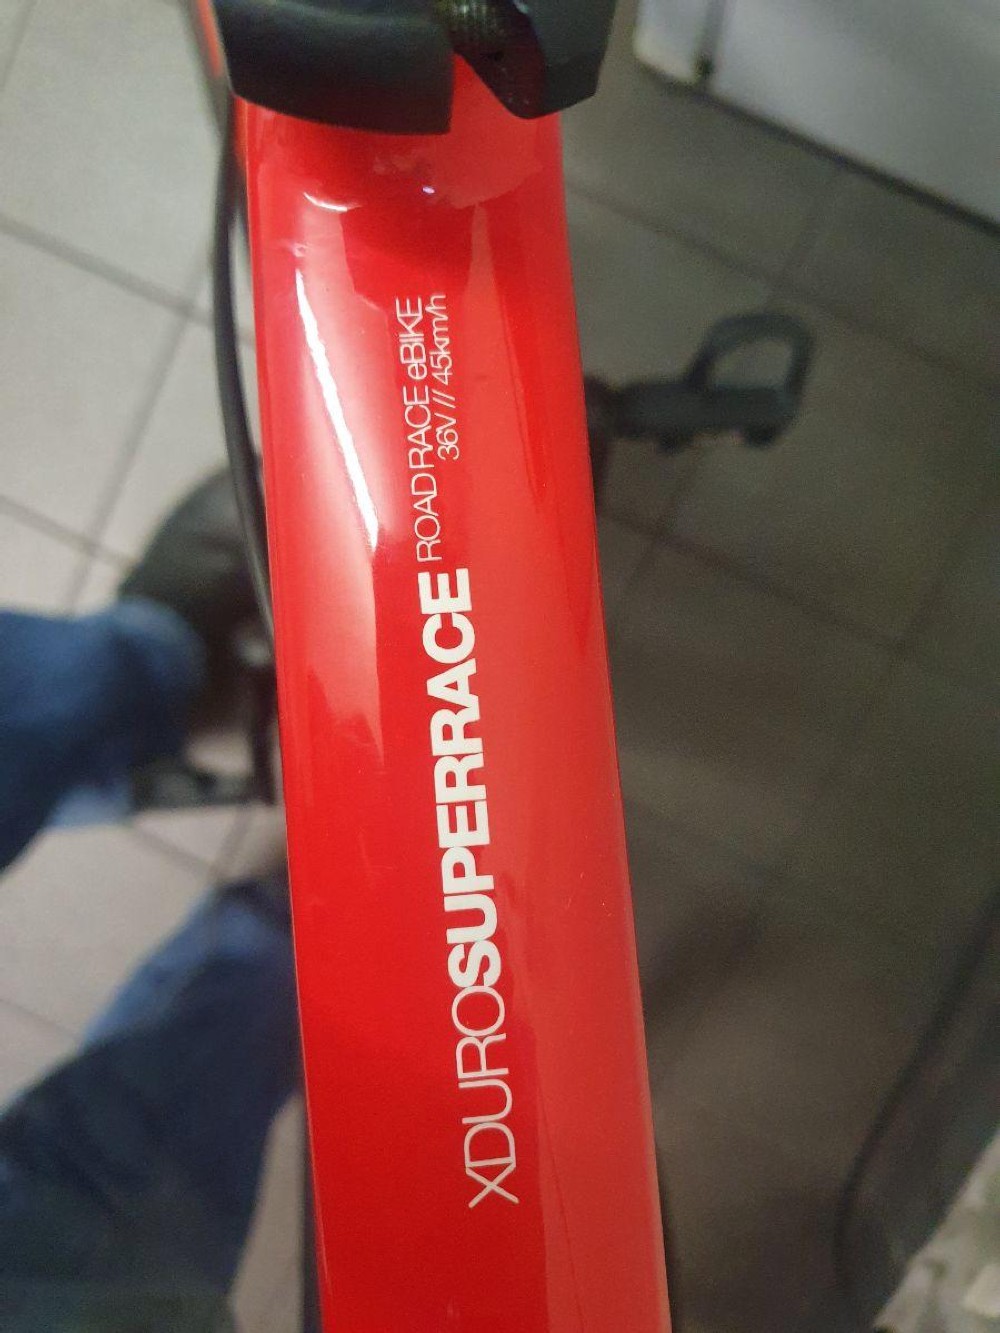 XDUROSUPERRACE ROAD RACE eBIKE
36V // 45km/h